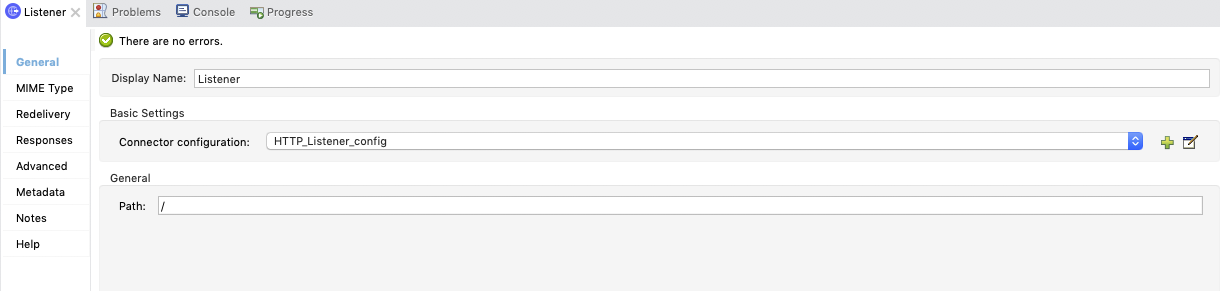 Listener Problems Console Progress
There are no errors.
General
MIME Type
Redelivery
Responses
Advanced
Metadata
Notes
Help
Display Name: Listener
Basic Settings
Connector configuration: HTTP_Listener_config
General
Path: /